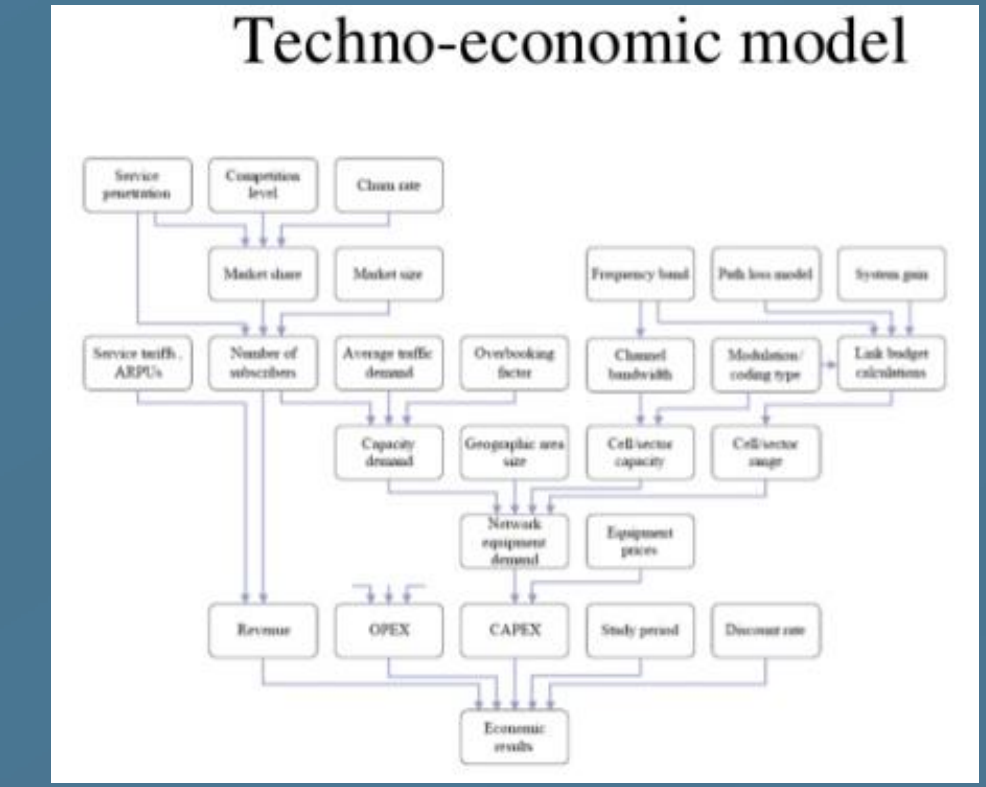 Techno-economic model
Service
penetration
Competition
level
Churn rate
Market share
Market size
Frequency band
Path loss model
System gain
Service tariffs,
ARPUs
Number of
subscribers
Average traffic
demand
Overbooking
factor
Channel
bandwidth
Modulation/
coding type
Link budget
calculations
Capacity
demand
Geographic area
size
Cell/sector
capacity
Cell/sector
range
Network
equipment
demand
Equipment
prices
Revenue
OPEX
CAPEX
Study period
Discount rate
Economic
results